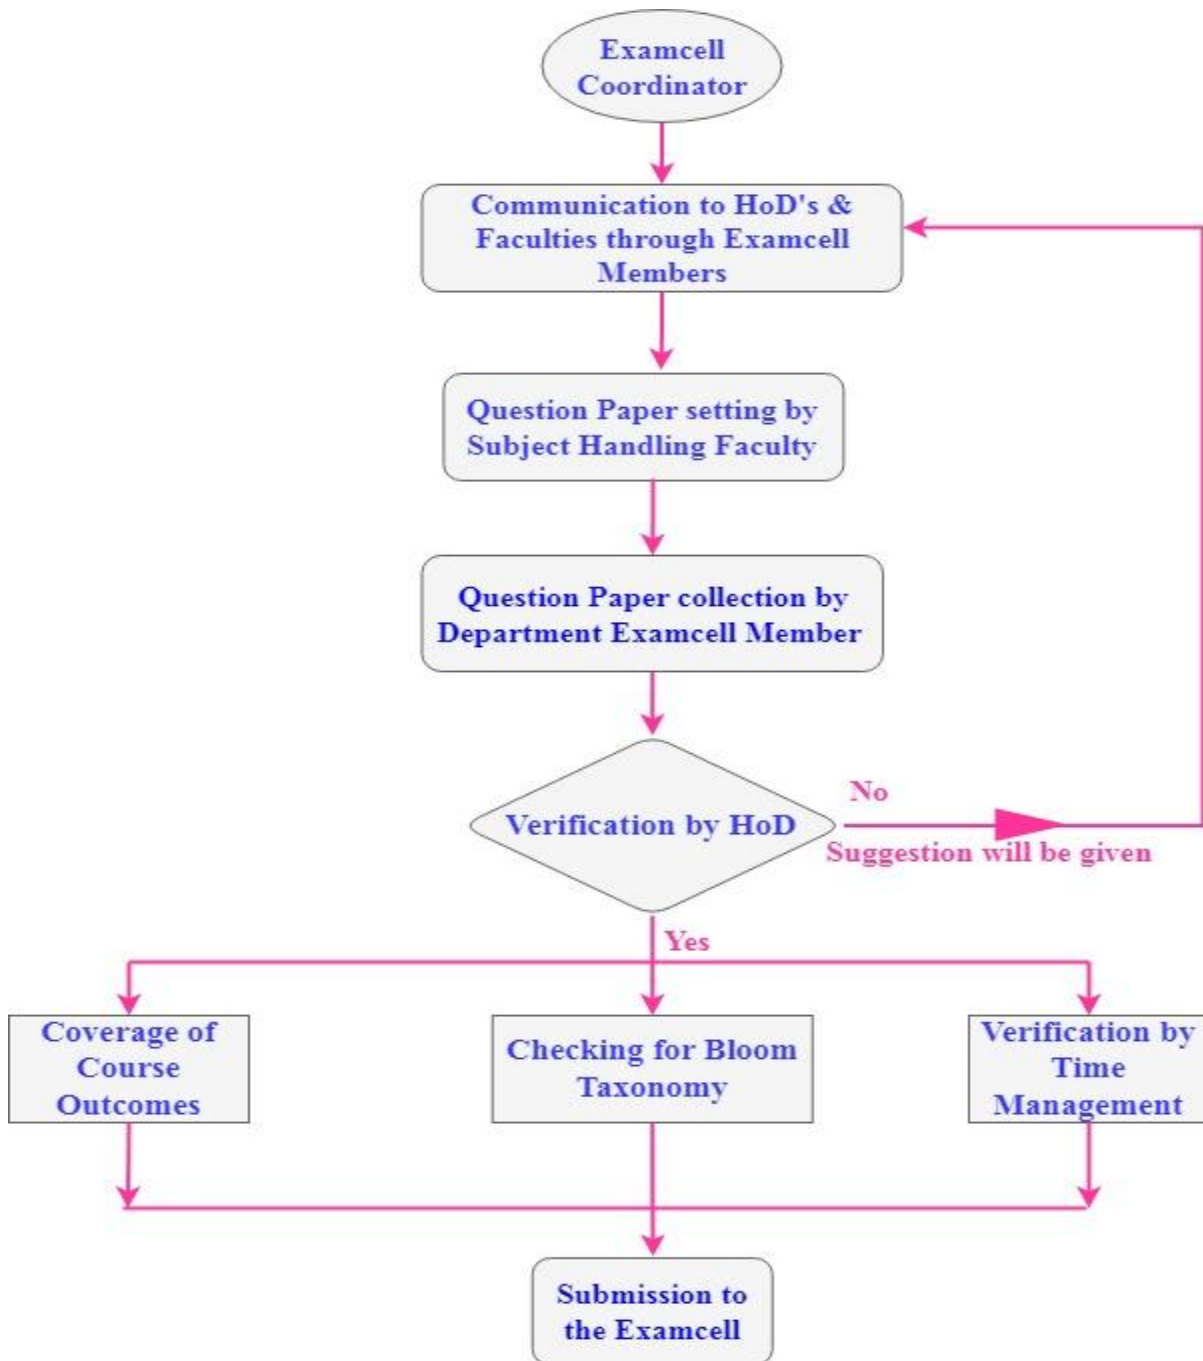 Examcell
Coordinator
Communication to HoD's &
Faculties through Examcell
Members
Question Paper setting by
Subject Handling Faculty
Question Paper collection by
Department Examcell Member
Verification by HoD
No
Suggestion will be given
Yes
Coverage of
Course
Outcomes
Checking for Bloom
Taxonomy
Verification by
Time
Management
Submission to
the Examcell